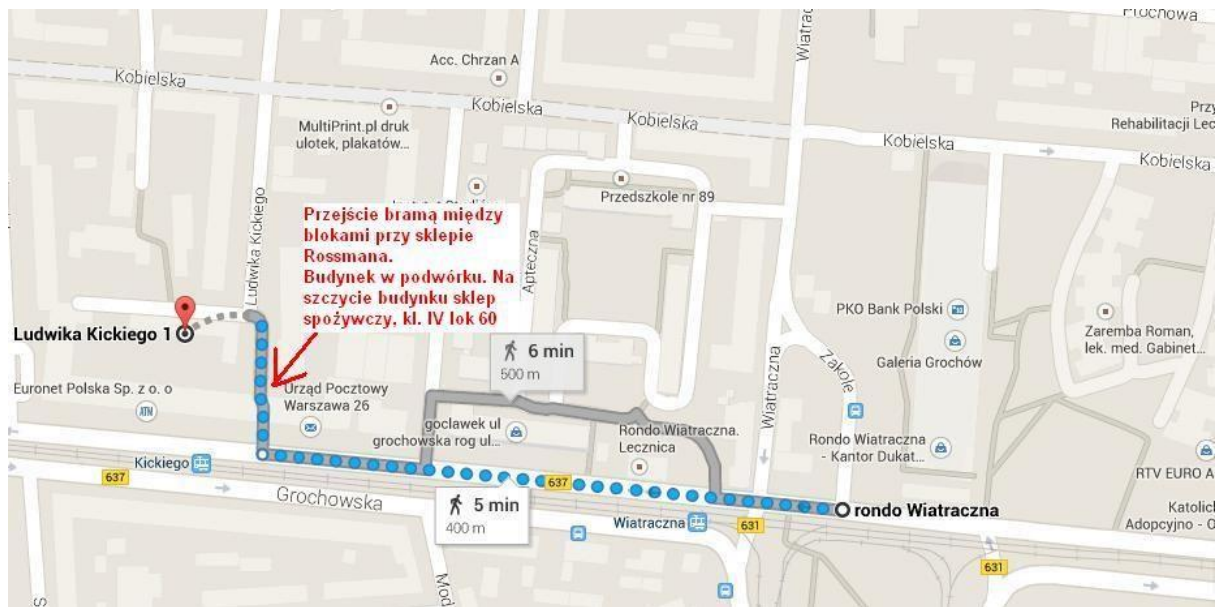 Prochowa
Wiatraczna
Acc. Chrzan A
Kobielska
Kobielska
Kobielska
Kobielska
Kobielska
MultiPrint.pl druk
ulotek, plakatów...
Rehabilitacji Lec
Przedszkole nr 89
Ludwika Kickiego
Przejście bramą między
blokami przy sklepie
Rossmana.
Budynek w podwórku. Na
szczycie budynku sklep
spożywczy, kl. IV lok 60
Apteczna
PKO Bank Polski
Galeria Grochów
Zaremba Roman,
lek. med. Gabinet...
Ludwika Kickiego 1
6 min
500 m
Zakole
Wiatraczna
Euronet Polska Sp. z o. o
ATM
Urząd Pocztowy
Warszawa 26
goclawek ul
grochowska rog ul...
Rondo Wiatraczna.
Lecznica
Rondo Wiatraczna
- Kantor Dukat...
Kickiego
637
637
Grochowska
5 min
400 m
Wiatraczna
631
rondo Wiatraczna
RTV EURO A
Katolick
Adopcyjno - O
631
Mod